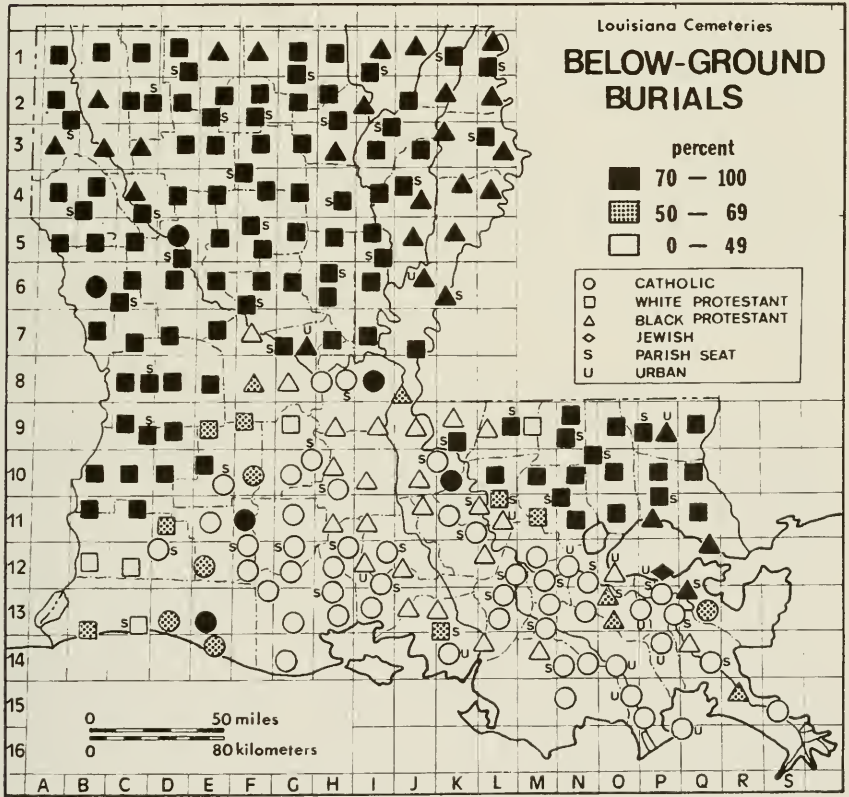 Louisiana Cemeteries
BELOW-GROUND
BURIALS
percent
70 — 100
50 — 69
0 — 49
CATHOLIC
WHITE PROTESTANT
BLACK PROTESTANT
JEWISH
S PARISH SEAT
U URBAN
1
2
3
4
5
6
7
8
9
10
11
12
13
14
15
16
0 50 miles
0 80 kilometers
A B C D E F G H I J K L M N O P Q R S